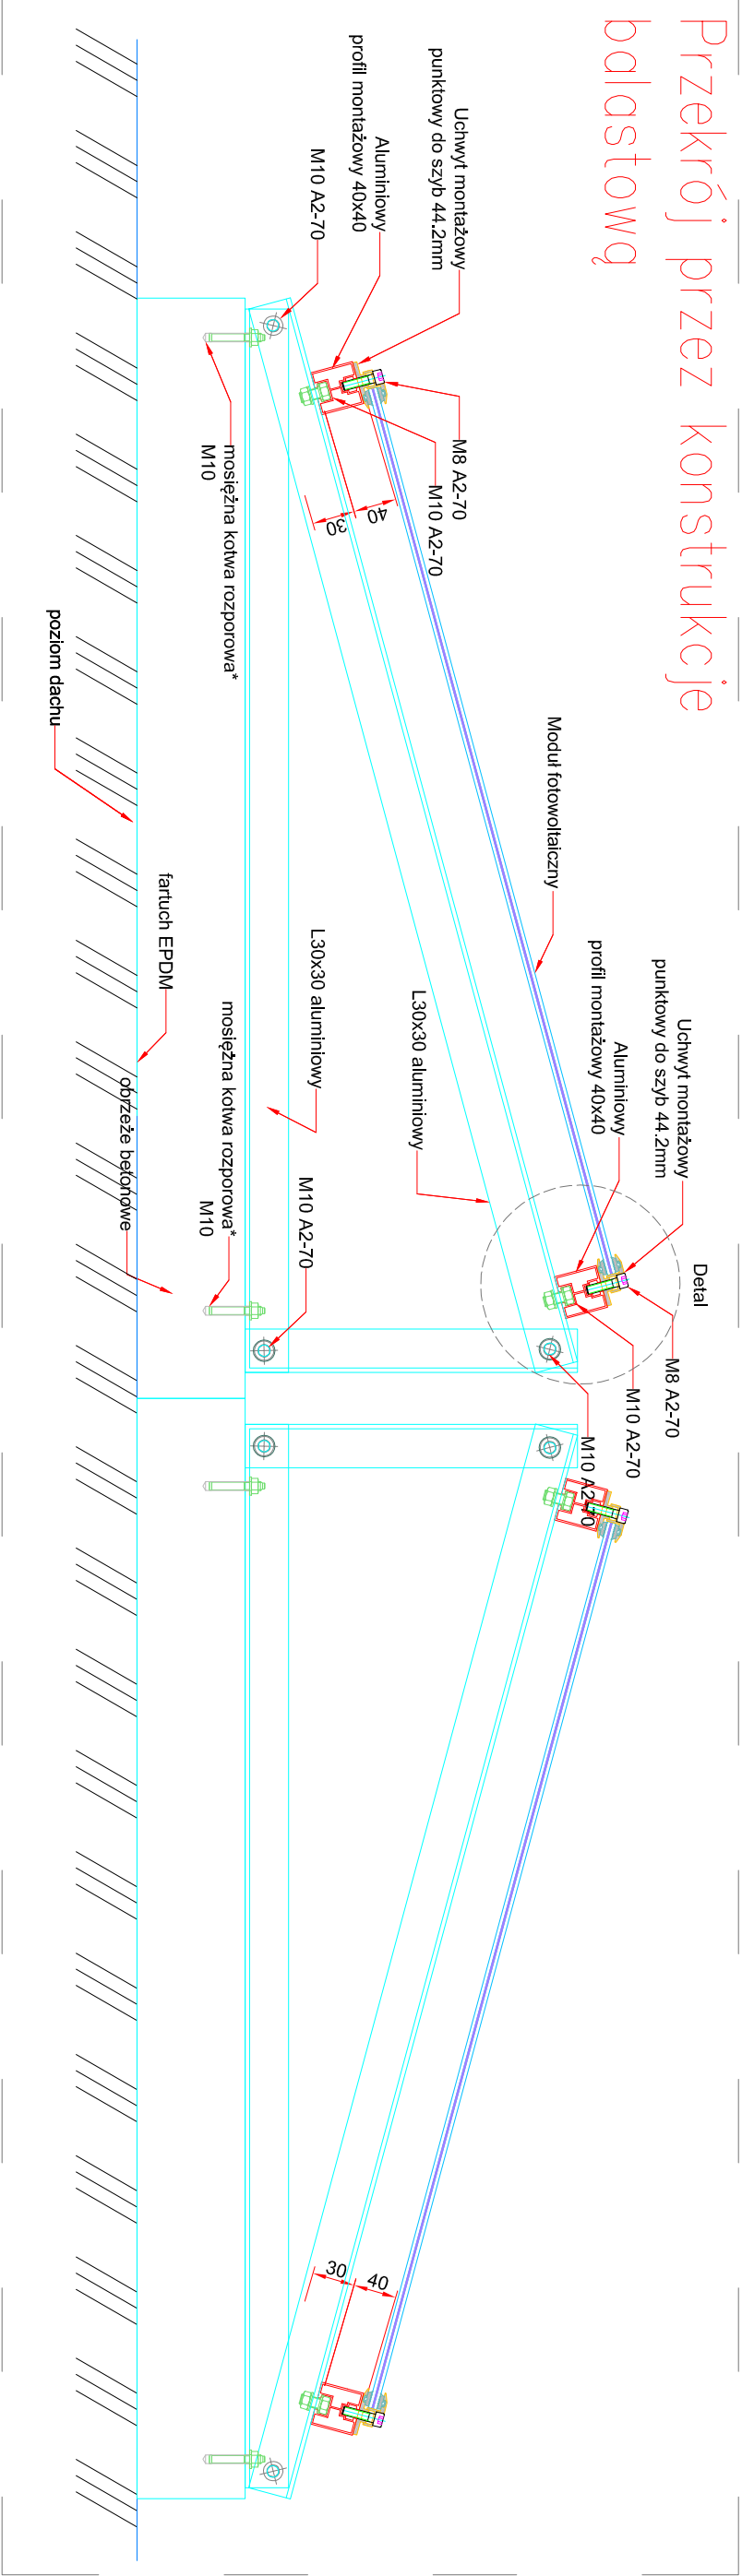 Przekrój przez konstrukcje
balastową
Uchwyt montażowy
punktowy do szyb 44.2mm
Aluminiowy
profil montażowy 40x40
M10 A2-70
M8 A2-70
M10 A2-70
40
30
mosiężna kotwa rozporowa*
M10
poziom dachu
Moduł fotowoltaiczny
fartuch EPDM
L30x30 aluminiowy
L30x30 aluminiowy
mosiężna kotwa rozporowa*
M10
obrzeże betonowe
Uchwyt montażowy
punktowy do szyb 44.2mm
Aluminiowy
profil montażowy 40x40
Detal
M8 A2-70
M10 A2-70
M10 A2-70
M10 A2-70
40
30